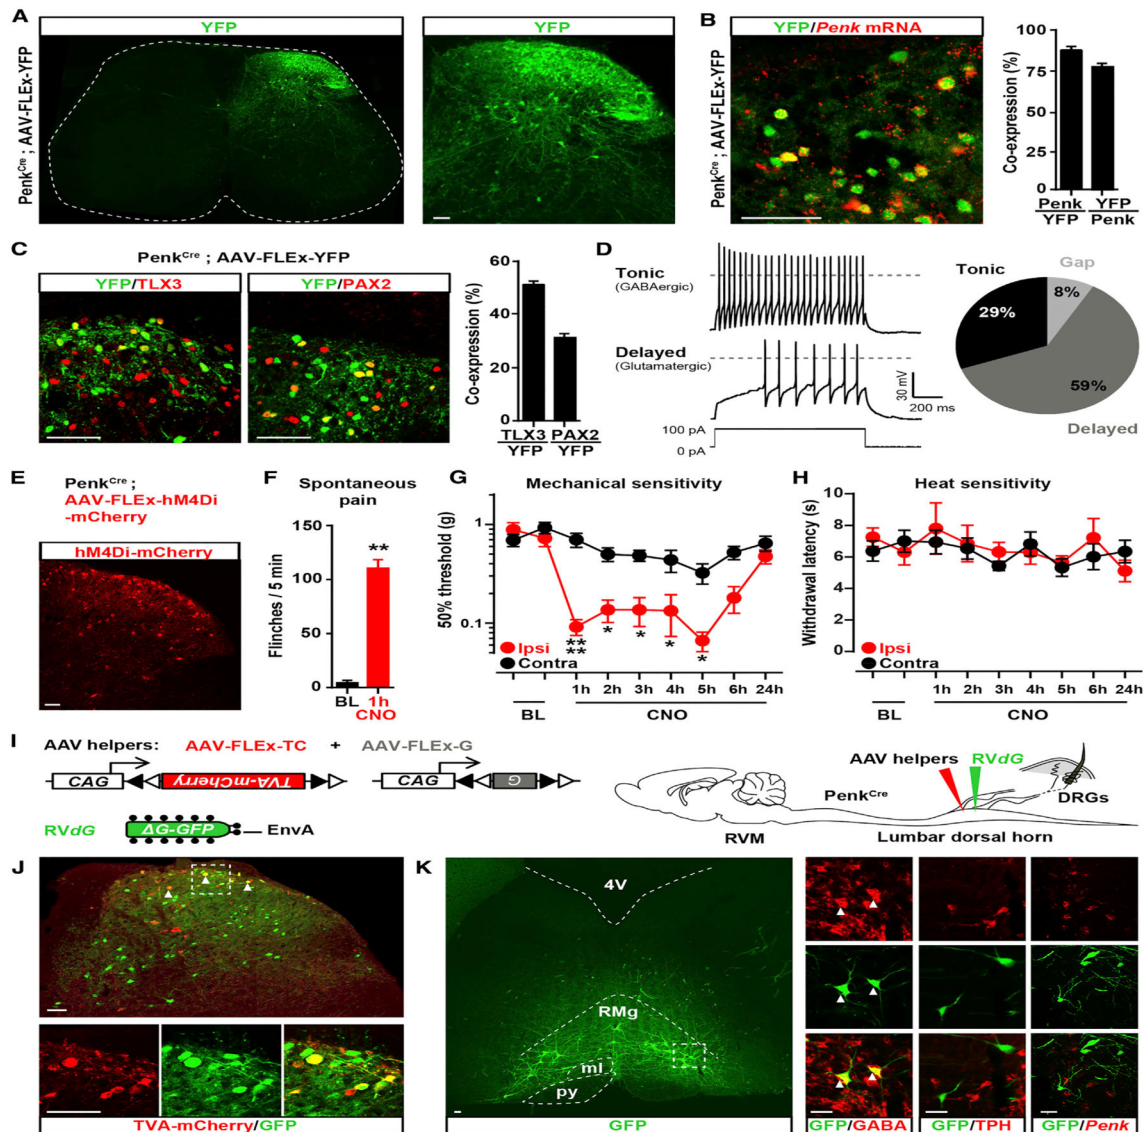 A
YFP
YFP
Penk^Cre ; AAV-FLEx-YFP
B
YFP/Penk mRNA
Penk^Cre ; AAV-FLEx-YFP
Co-expression (%)
100
75
50
25
0
Penk YFP
YFP Penk
C
Penk^Cre ; AAV-FLEx-YFP
YFP/TLX3
YFP/PAX2
Co-expression (%)
60
40
20
0
TLX3 PAX2
YFP YFP
D
Tonic
(GABAergic)
Delayed
(Glutamatergic)
30 mV
200 ms
100 pA
0 pA
Tonic
Gap
8%
29%
59%
Delayed
E
Penk^Cre ;
AAV-FLEx-hM4Di
-mCherry
hM4Di-mCherry
F
Spontaneous
pain
Flinches / 5 min
150
100
50
0
**
BL 1h
CNO
G
Mechanical sensitivity
50% threshold (g)
1
0.1
**
**
*
*
*
*
Ipsi
Contra
1h 2h 3h 4h 5h 6h 24h
BL CNO
H
Heat sensitivity
Withdrawal latency (s)
10
8
6
4
2
0
Ipsi
Contra
1h 2h 3h 4h 5h 6h 24h
BL CNO
I
AAV helpers: AAV-FLEx-TC + AAV-FLEx-G
CAG TVA-mCherry
CAG G
RVdG ΔG-GFP EnvA
AAV helpers RVdG
Penk^Cre
DRGs
RVM
Lumbar dorsal horn
J
TVA-mCherry/GFP
K
4V
RMg
ml
py
GFP
GFP/GABA
GFP/TPH
GFP/Penk